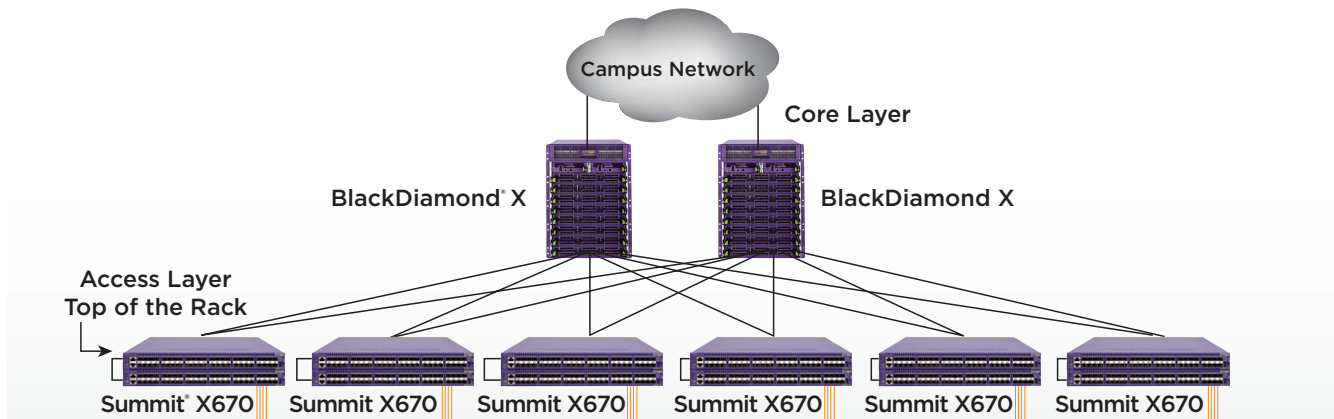 Campus Network
Core Layer
BlackDiamond® X
BlackDiamond X
Access Layer
Top of the Rack
Summit® X670
Summit X670
Summit X670
Summit X670
Summit X670
Summit X670